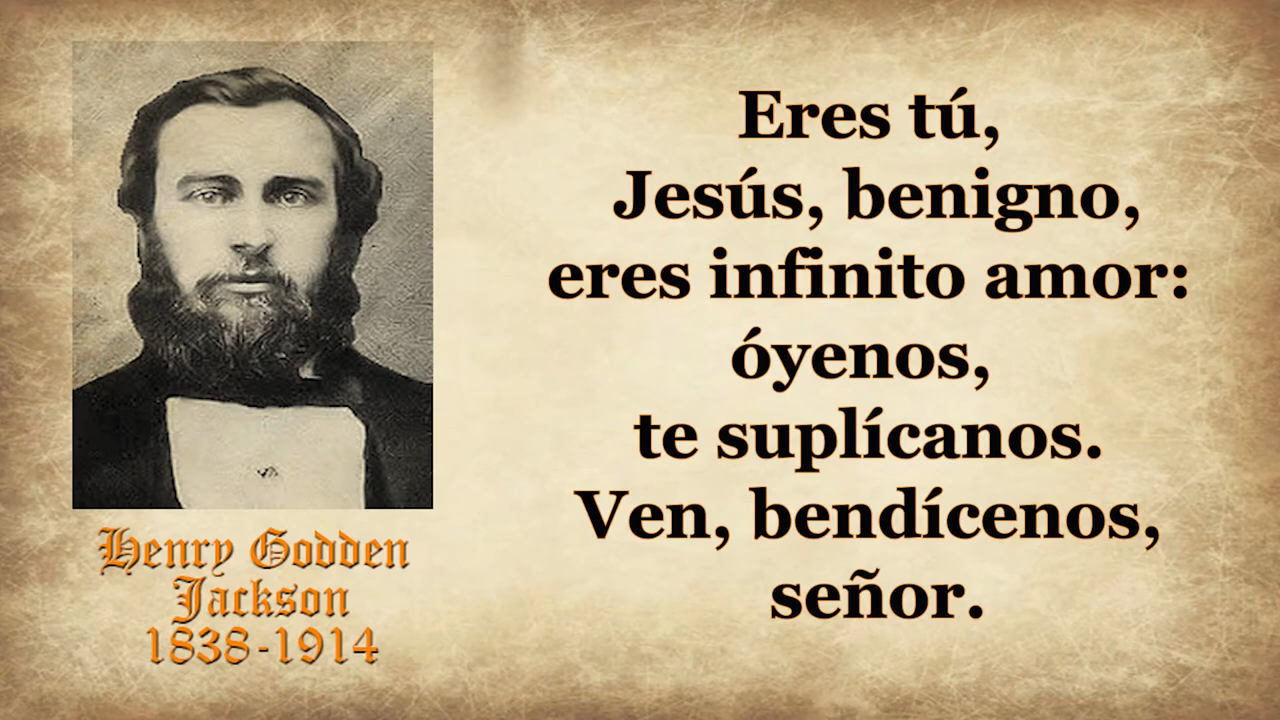 Henry Godden
Jackson
1838-1914
Eres tú,
Jesús, benigno,
eres infinito amor:
óyenos,
te suplícanos.
Ven, bendícenos,
señor.